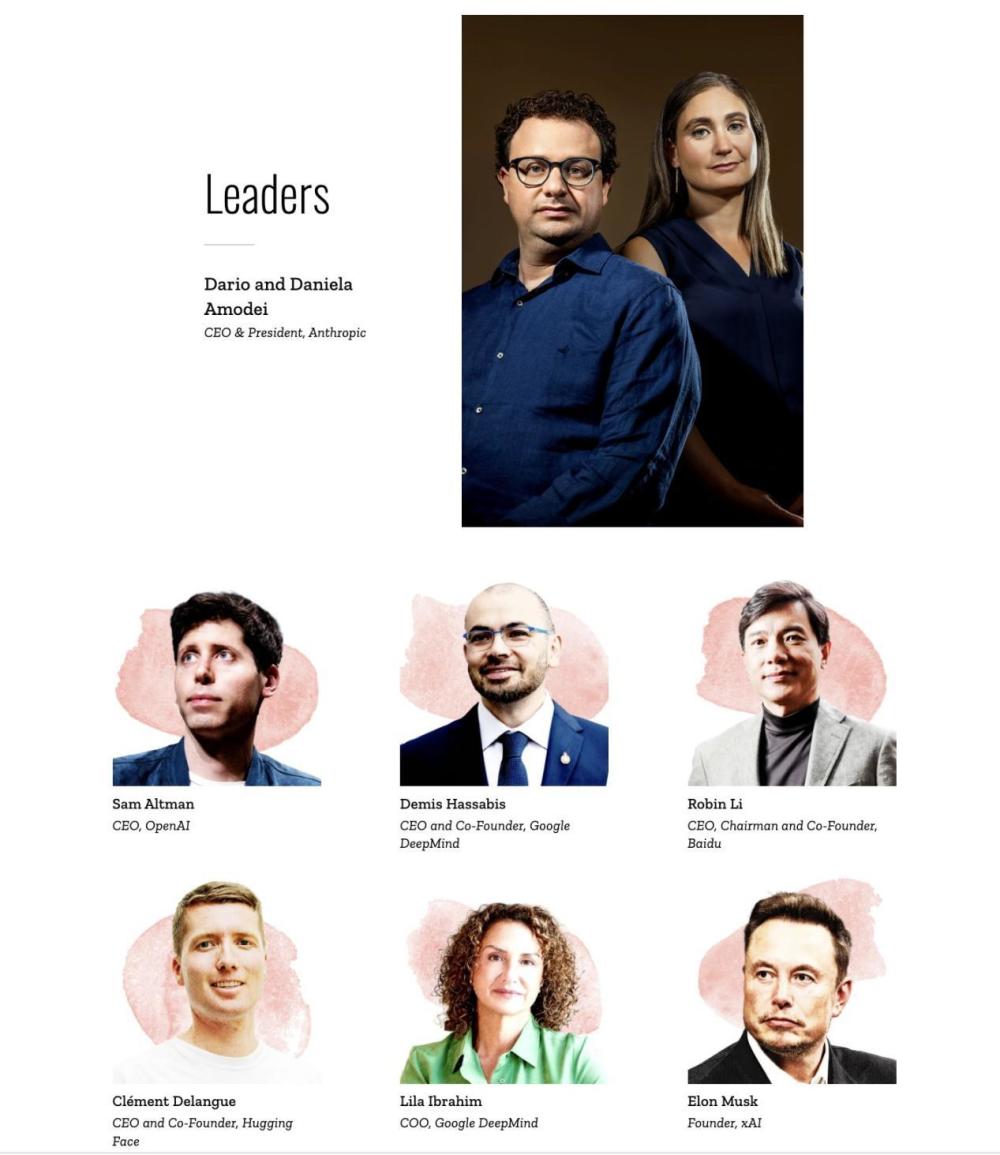 Leaders
Dario and Daniela
Amodei
CEO & President, Anthropic
Sam Altman
CEO, OpenAI
Demis Hassabis
CEO and Co-Founder, Google
DeepMind
Robin Li
CEO, Chairman and Co-Founder,
Baidu
Clément Delangue
CEO and Co-Founder, Hugging
Face
Lila Ibrahim
COO, Google DeepMind
Elon Musk
Founder, xAI